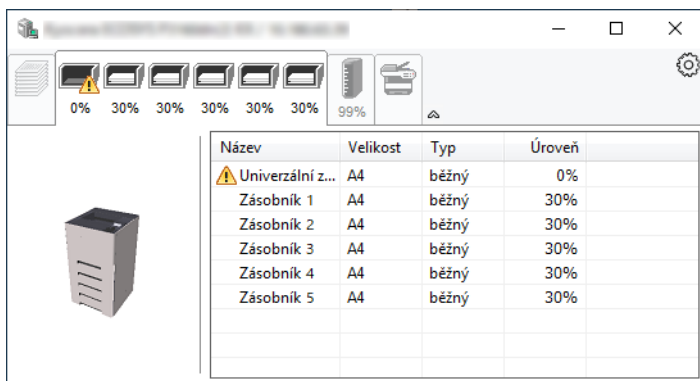 0% 30% 30% 30% 30% 30% 99%
Název Velikost Typ Úroveň
Univerzální z... A4 běžný 0%
Zásobník 1 A4 běžný 30%
Zásobník 2 A4 běžný 30%
Zásobník 3 A4 běžný 30%
Zásobník 4 A4 běžný 30%
Zásobník 5 A4 běžný 30%